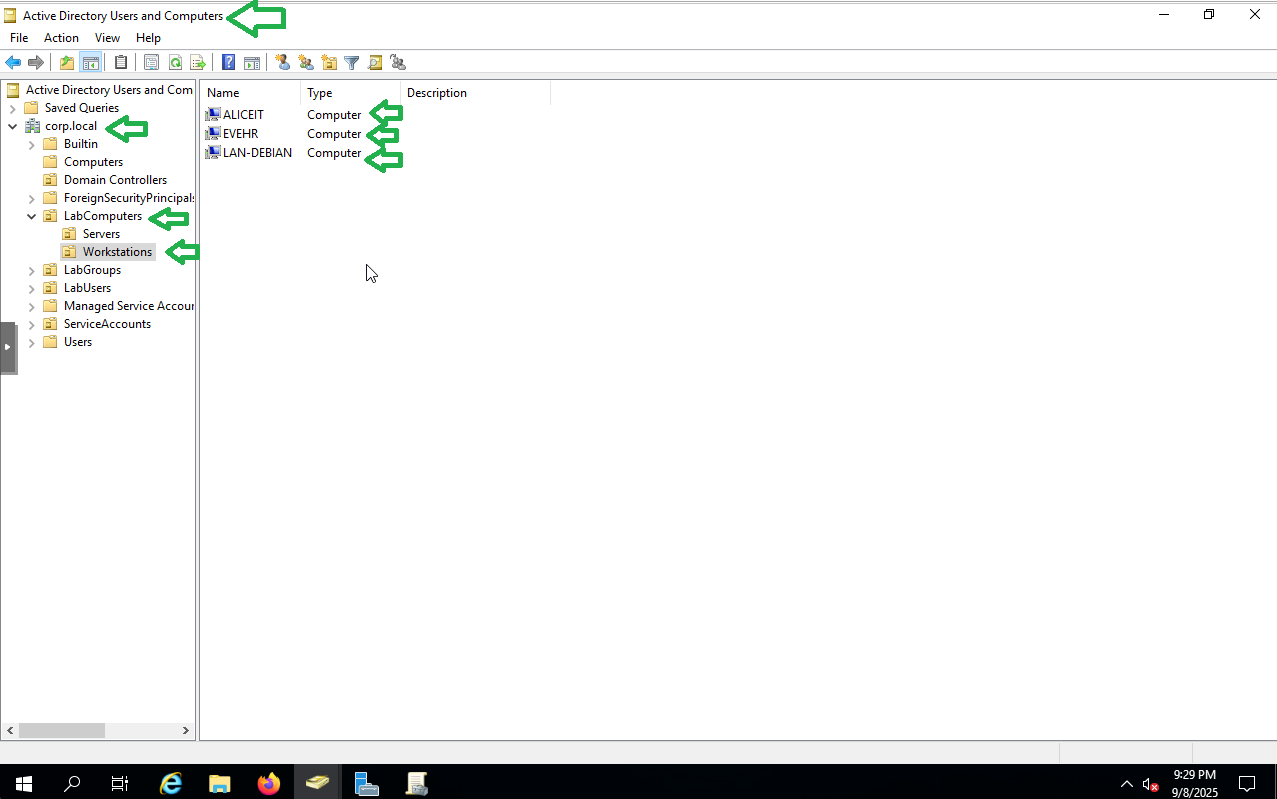 Active Directory Users and Computers
File Action View Help
Active Directory Users and Com
Saved Queries
corp.local
Builtin
Computers
Domain Controllers
ForeignSecurityPrincipals
LabComputers
Servers
Workstations
LabGroups
LabUsers
Managed Service Accour
ServiceAccounts
Users
Name Type Description
ALICEIT Computer
EVEHR Computer
LAN-DEBIAN Computer
9:29 PM
9/8/2025